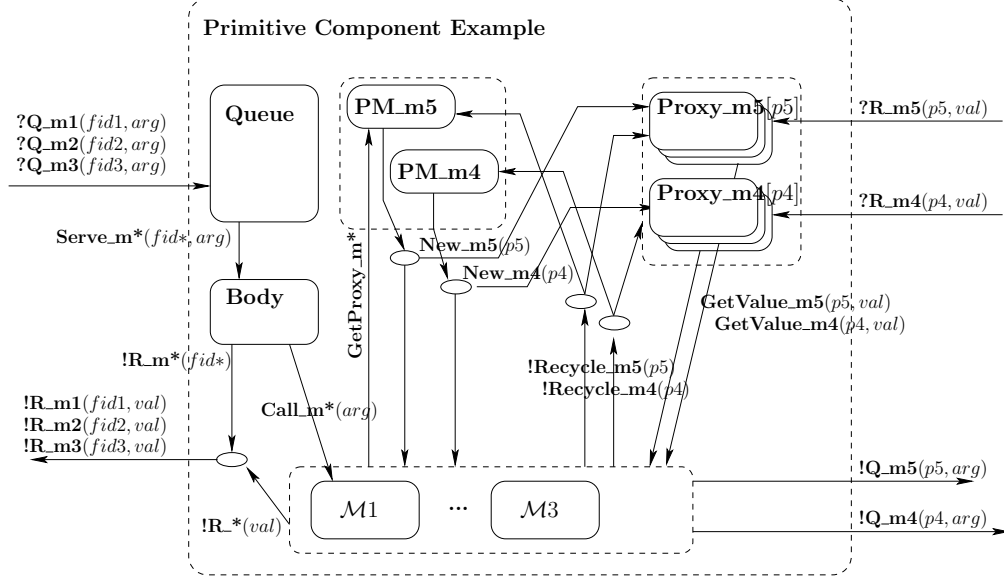 Primitive Component Example
PM_m5
Queue
Proxy_m5[p5]
?Q_m1(fid1, arg)
?Q_m2(fid2, arg)
?Q_m3(fid3, arg)
?R_m5(p5, val)
PM_m4
Proxy_m4[p4]
?R_m4(p4, val)
Serve_m*(fid*, arg)
New_m5(p5)
New_m4(p4)
GetProxy_m*
Body
GetValue_m5(p5, val)
GetValue_m4(p4, val)
!R_m*(fid*)
!Recycle_m5(p5)
!Recycle_m4(p4)
!R_m1(fid1, val)
!R_m2(fid2, val)
!R_m3(fid3, val)
Call_m*(arg)
!Q_m5(p5, arg)
ℳ1 ... ℳ3
!R_*(val)
!Q_m4(p4, arg)